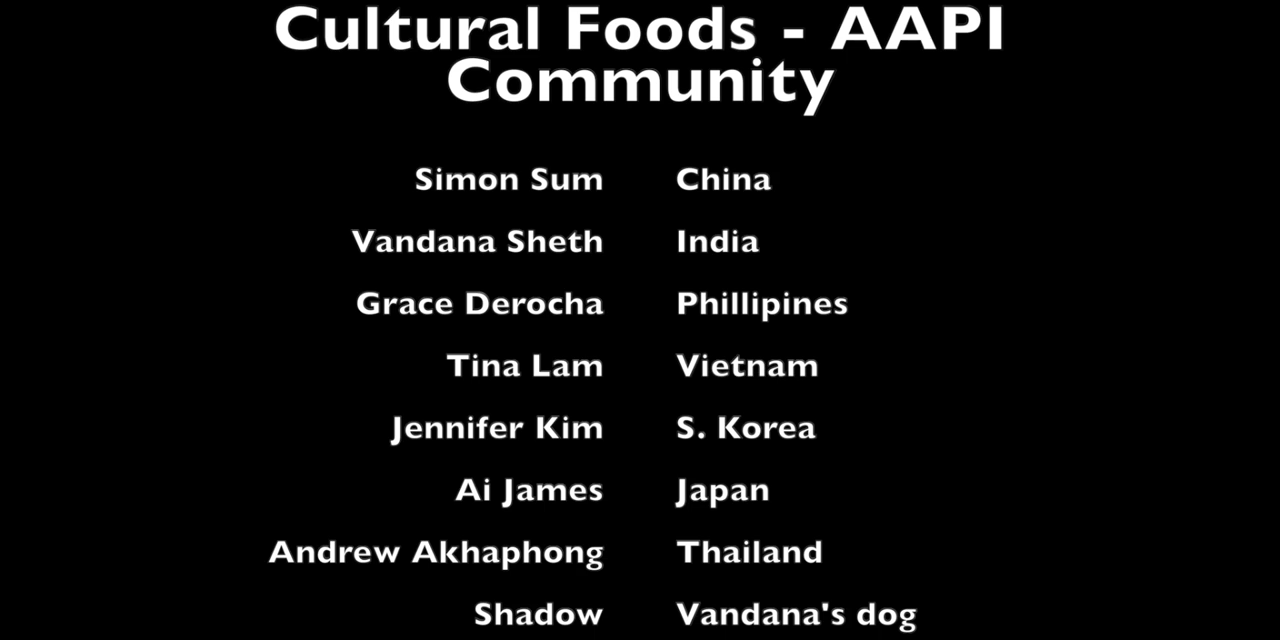 Cultural Foods - AAPI
Community
Simon Sum China
Vandana Sheth India
Grace Derocha Phillipines
Tina Lam Vietnam
Jennifer Kim S. Korea
Ai James Japan
Andrew Akhaphong Thailand
Shadow Vandana's dog